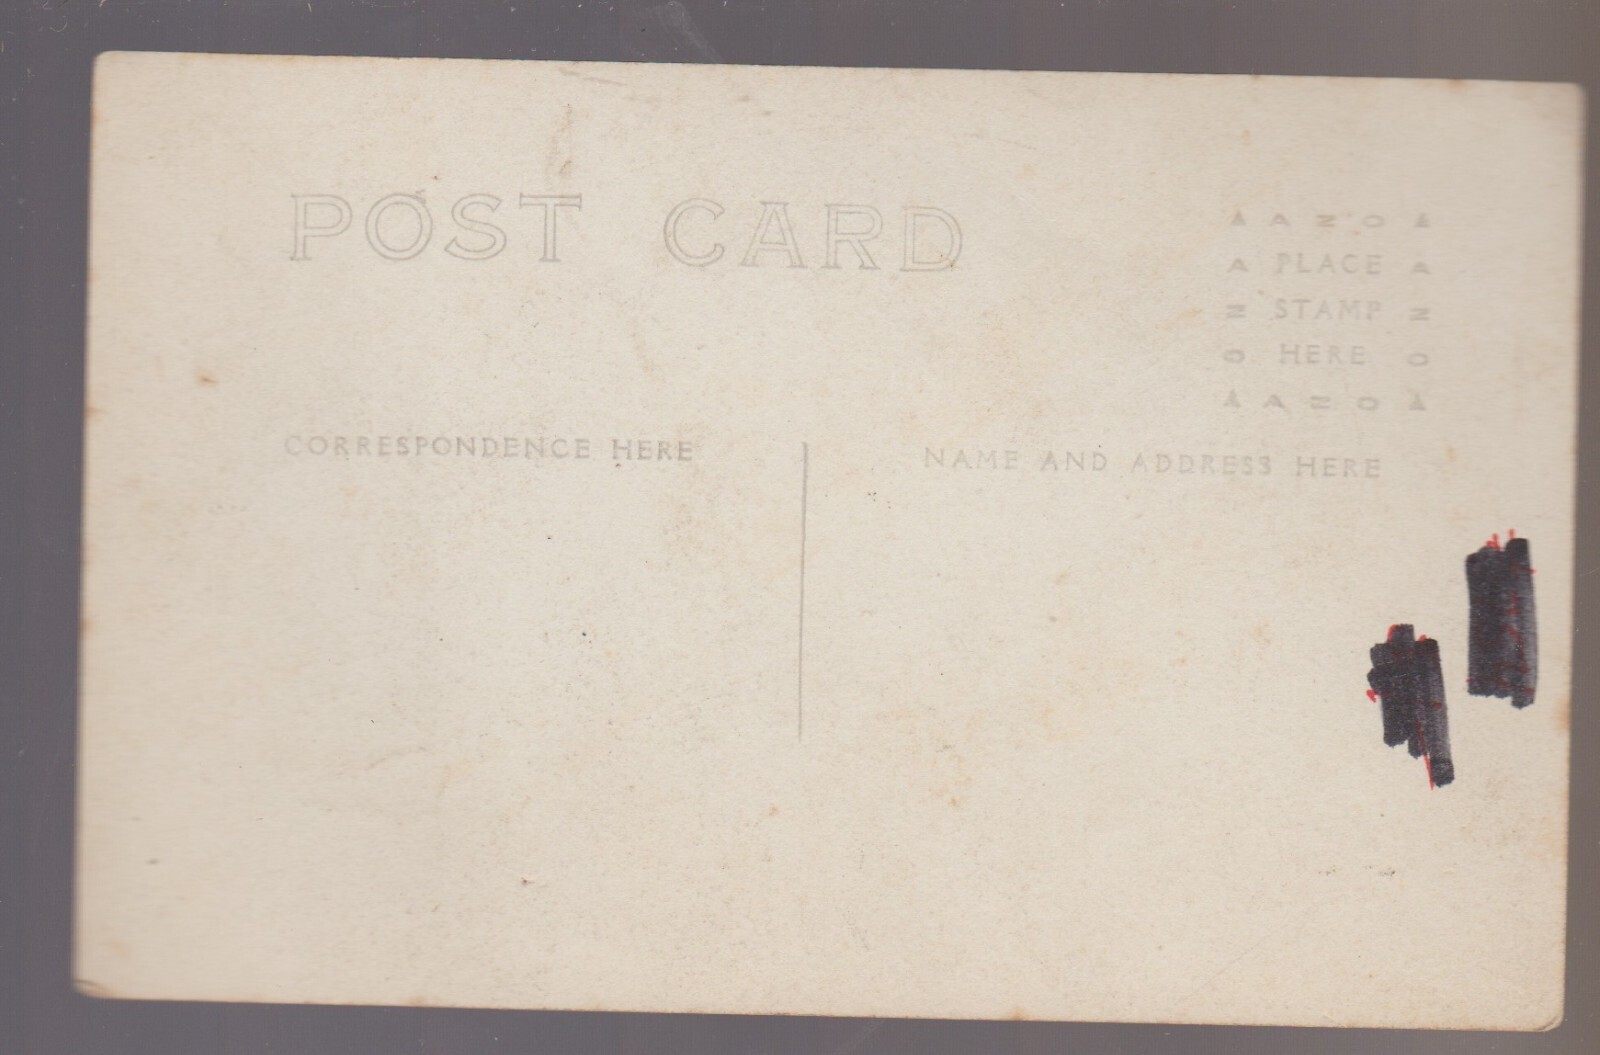 POST CARD
▲ AZO ▲
A PLACE A
Z STAMP Z
O HERE O
▲ AZO ▲
CORRESPONDENCE HERE
NAME AND ADDRESS HERE